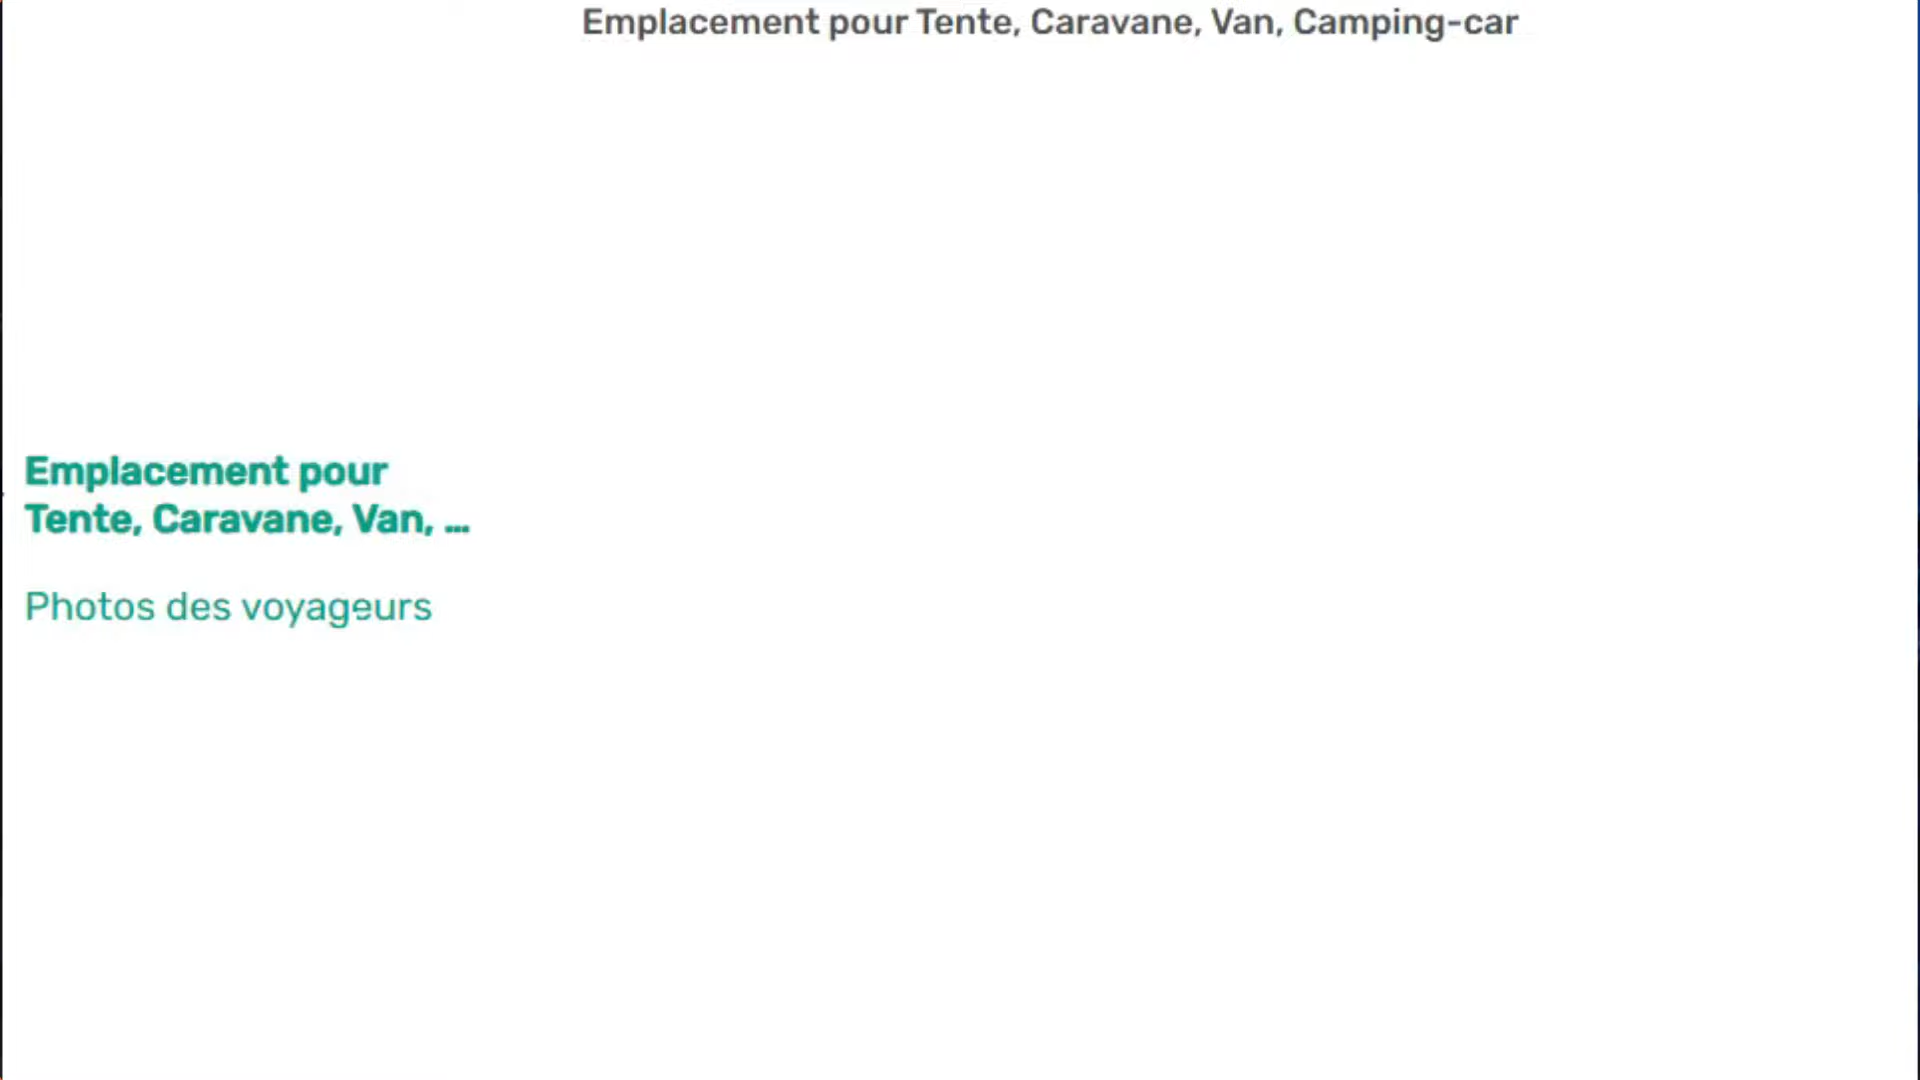 Emplacement pour Tente, Caravane, Van, Camping-car
Emplacement pour
Tente, Caravane, Van, ...
Photos des voyageurs